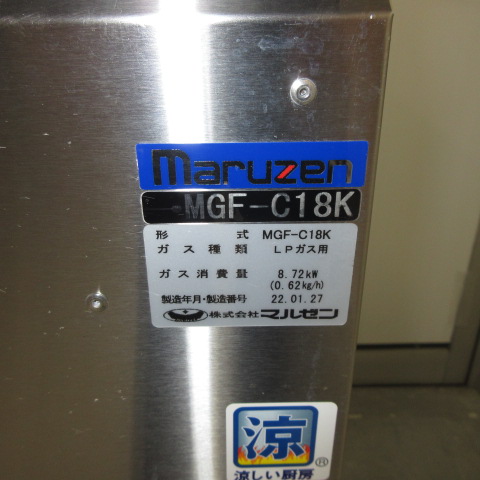 maruzen
MGF-C18K
形 式 MGF-C18K
ガス種類 LPガス用
ガス消費量 8.72kW
(0.62kg/h)
製造年月・製造番号 22.01.27
株式会社マルゼン
涼®
涼しい厨房